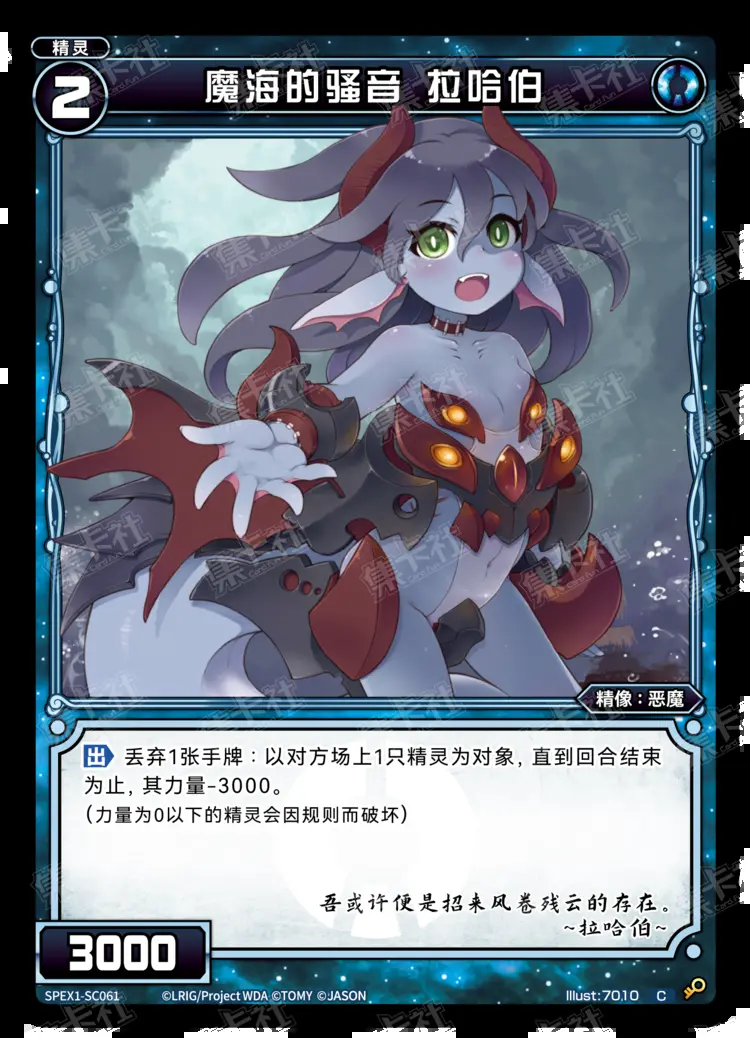 精灵
2
魔海的骚音 拉哈伯
精像：恶魔
出 丢弃1张手牌：以对方场上1只精灵为对象，直到回合结束
为止，其力量-3000。
（力量为0以下的精灵会因规则而破坏）
吾或许便是招来风卷残云的存在。
~拉哈伯~
3000
SPEX1-SC061 ©LRIG/Project WDA ©TOMY ©JASON Illust:7010 C
集卡社